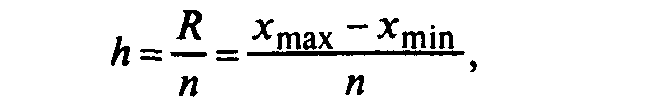 h = R/n = (x_max − x_min)/n,